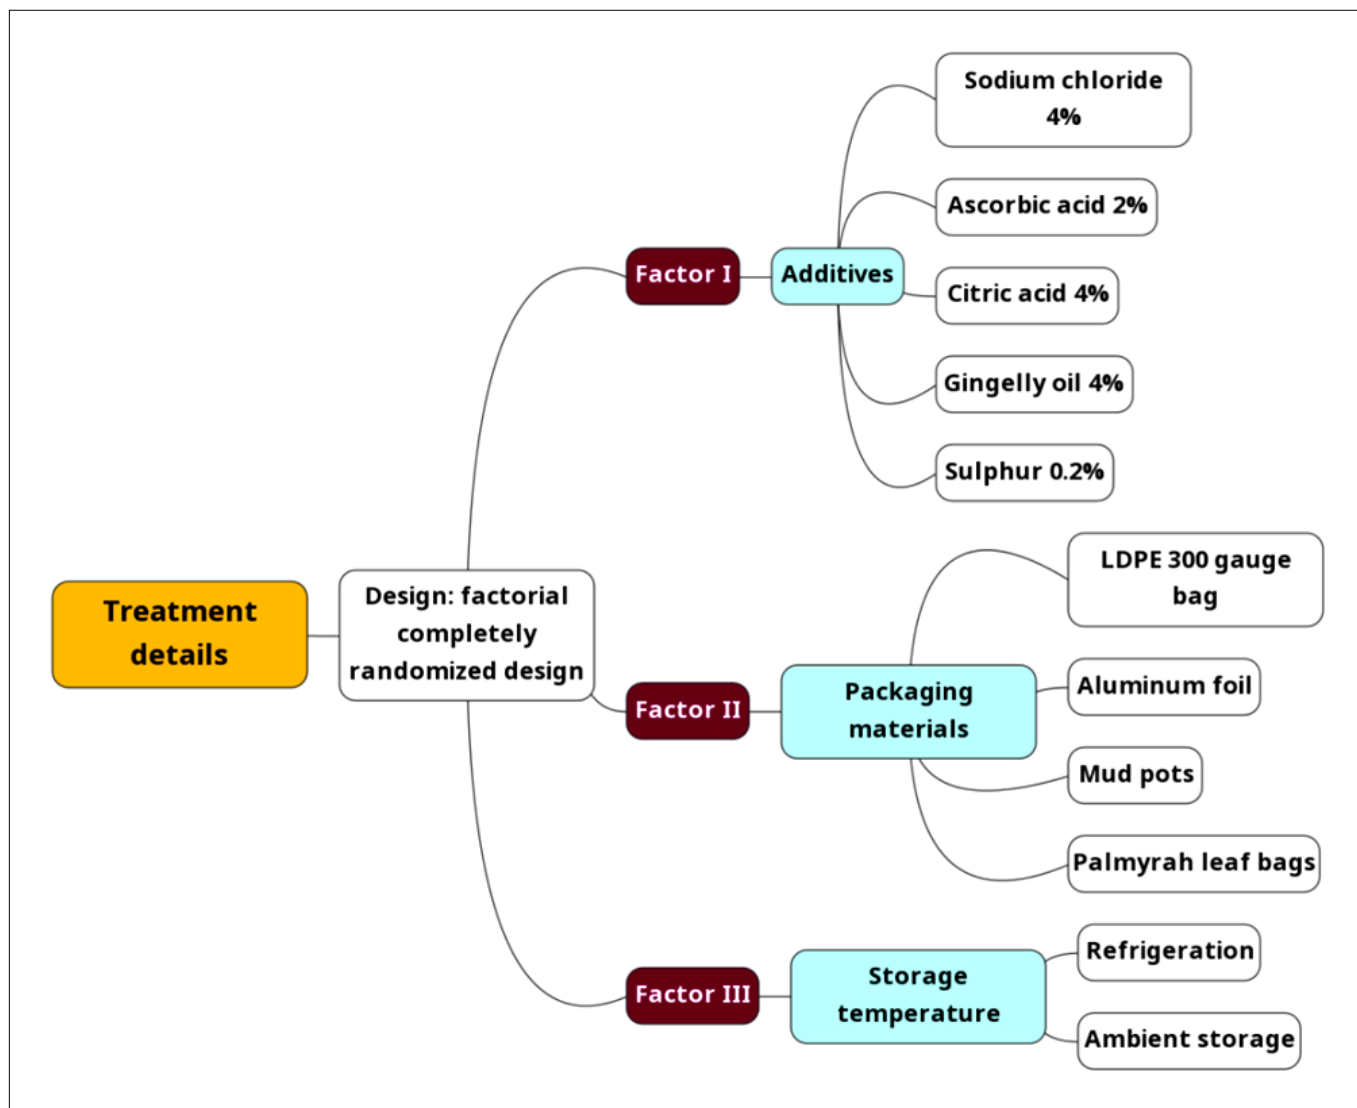 Treatment
details
Design: factorial
completely
randomized design
Factor I
Additives
Sodium chloride
4%
Ascorbic acid 2%
Citric acid 4%
Gingelly oil 4%
Sulphur 0.2%
Factor II
Packaging
materials
LDPE 300 gauge
bag
Aluminum foil
Mud pots
Palmyrah leaf bags
Factor III
Storage
temperature
Refrigeration
Ambient storage